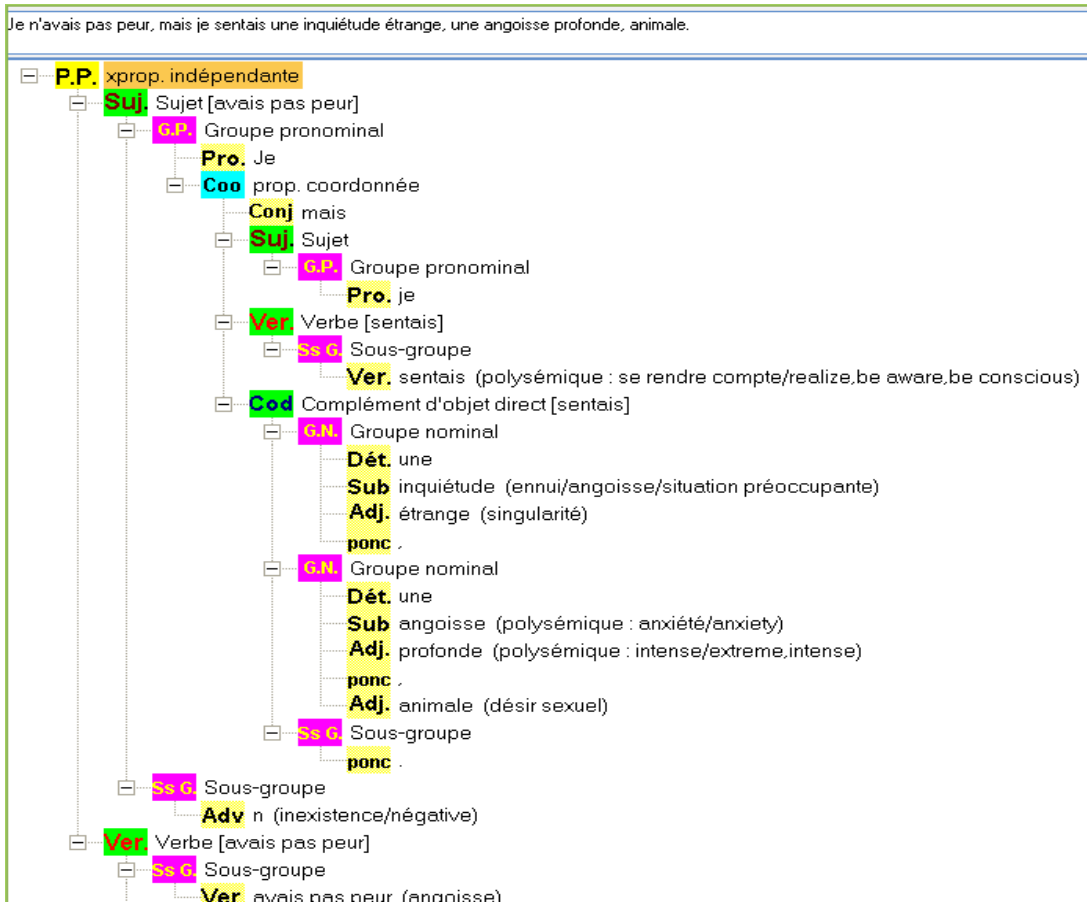 Je n'avais pas peur, mais je sentais une inquiétude étrange, une angoisse profonde, animale.
P.P. xprop. indépendante
Suj. Sujet [avais pas peur]
G.P. Groupe pronominal
Pro. Je
Coo prop. coordonnée
Conj mais
Suj. Sujet
G.P. Groupe pronominal
Pro. je
Ver. Verbe [sentais]
Ss G. Sous-groupe
Ver. sentais (polysémique : se rendre compte/realize,be aware,be conscious)
Cod Complément d'objet direct [sentais]
G.N. Groupe nominal
Dét. une
Sub inquiétude (ennui/angoisse/situation préoccupante)
Adj. étrange (singularité)
ponc ,
G.N. Groupe nominal
Dét. une
Sub angoisse (polysémique : anxiété/anxiety)
Adj. profonde (polysémique : intense/extreme,intense)
ponc ,
Adj. animale (désir sexuel)
Ss G. Sous-groupe
ponc .
Ss G. Sous-groupe
Adv n (inexistence/négative)
Ver. Verbe [avais pas peur]
Ss G. Sous-groupe
Ver. avais pas peur (angoisse)